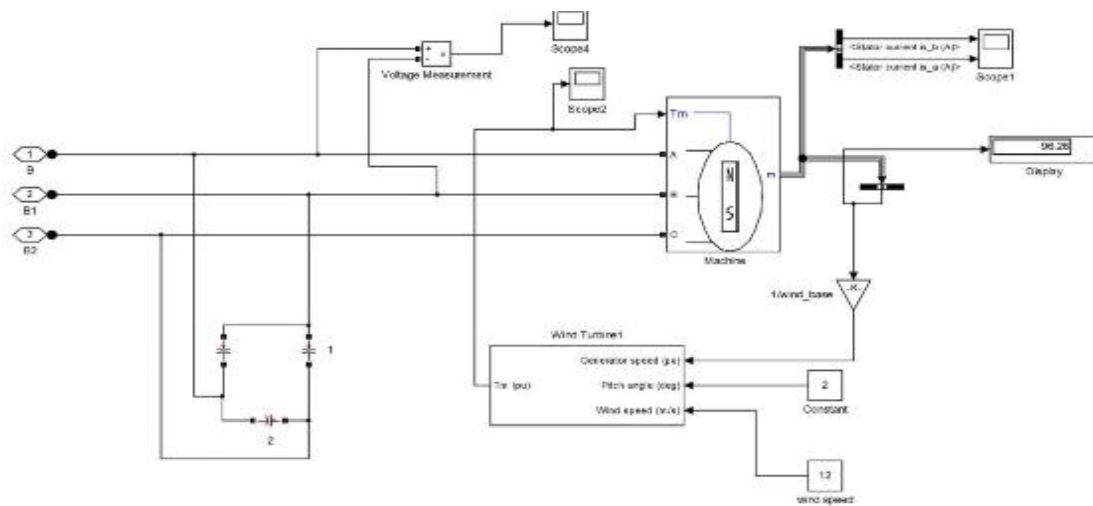 Scope4
+
-
v
Voltage Measurement
<Stator current is_b (A)>
<Stator current is_a (A)>
Scope1
Scope2
Tm
1
9
A
m
N
S
96.26
Display
2
B1
B
3
B2
C
Machine
-K-
1/wind_base
Wind Turbine1
1
Generator speed (pu)
Tm (pu)
Pitch angle (deg)
2
Constant
Wind speed (m/s)
2
12
wind speed